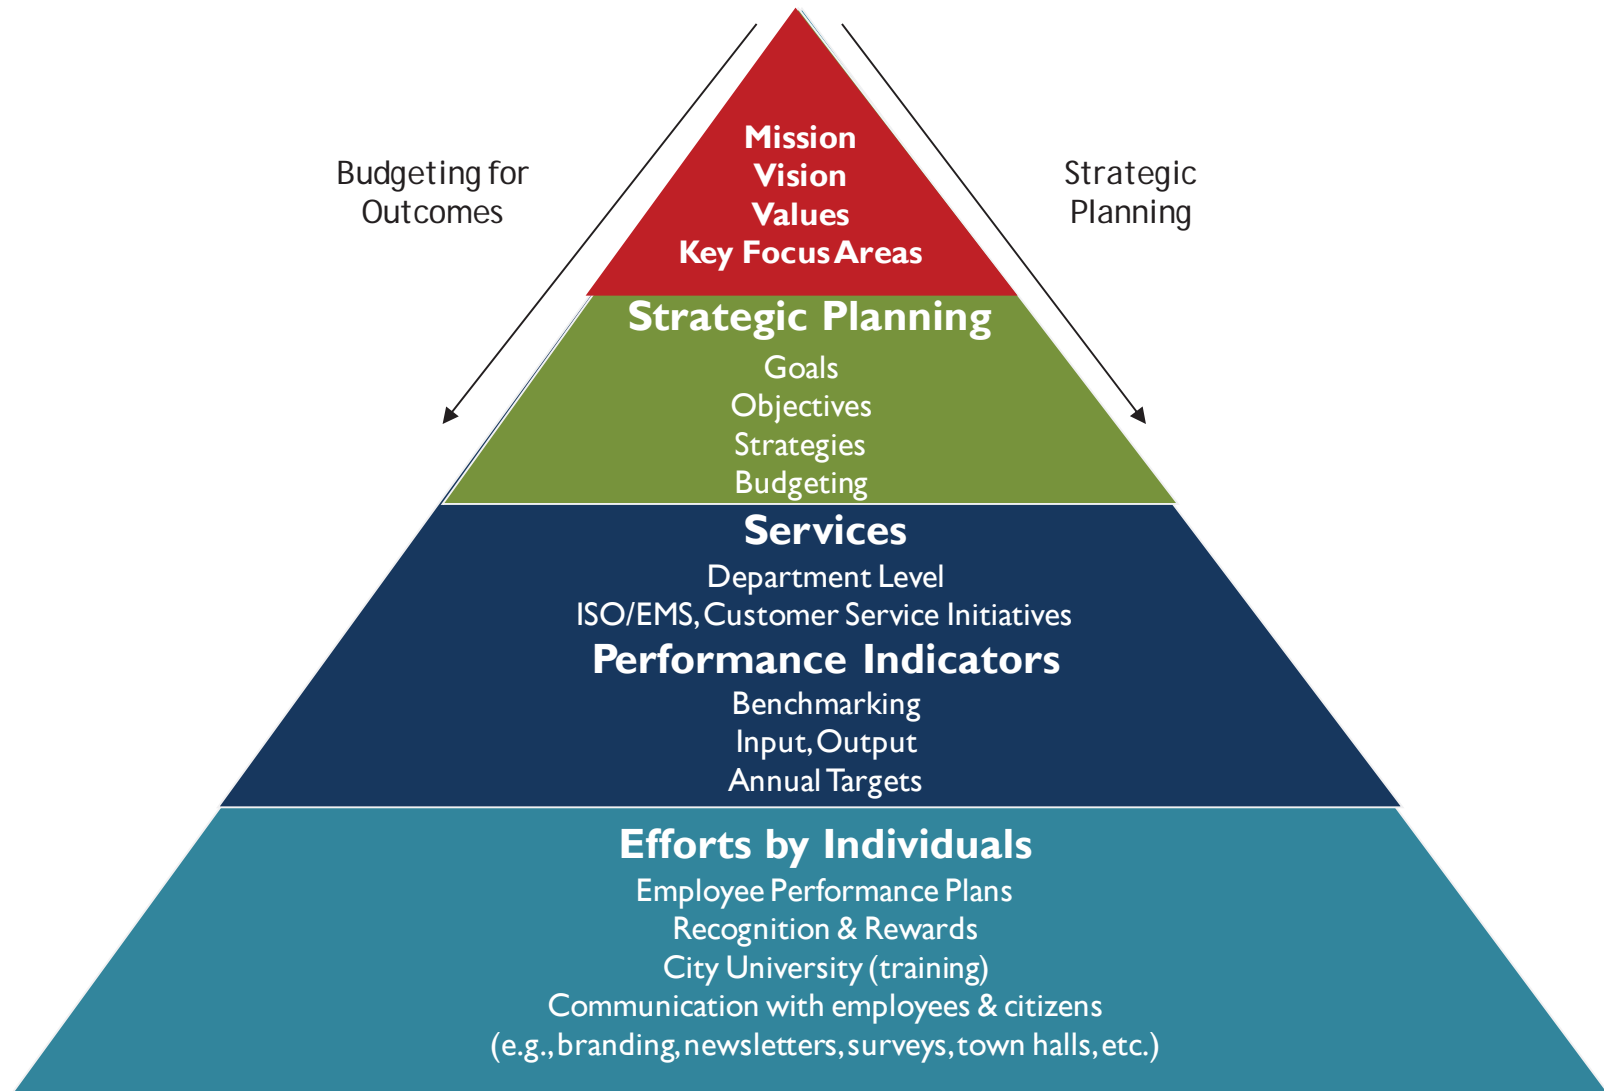 Budgeting for
Outcomes
Strategic
Planning
Mission
Vision
Values
Key Focus Areas
Strategic Planning
Goals
Objectives
Strategies
Budgeting
Services
Department Level
ISO/EMS, Customer Service Initiatives
Performance Indicators
Benchmarking
Input, Output
Annual Targets
Efforts by Individuals
Employee Performance Plans
Recognition & Rewards
City University (training)
Communication with employees & citizens
(e.g., branding, newsletters, surveys, town halls, etc.)